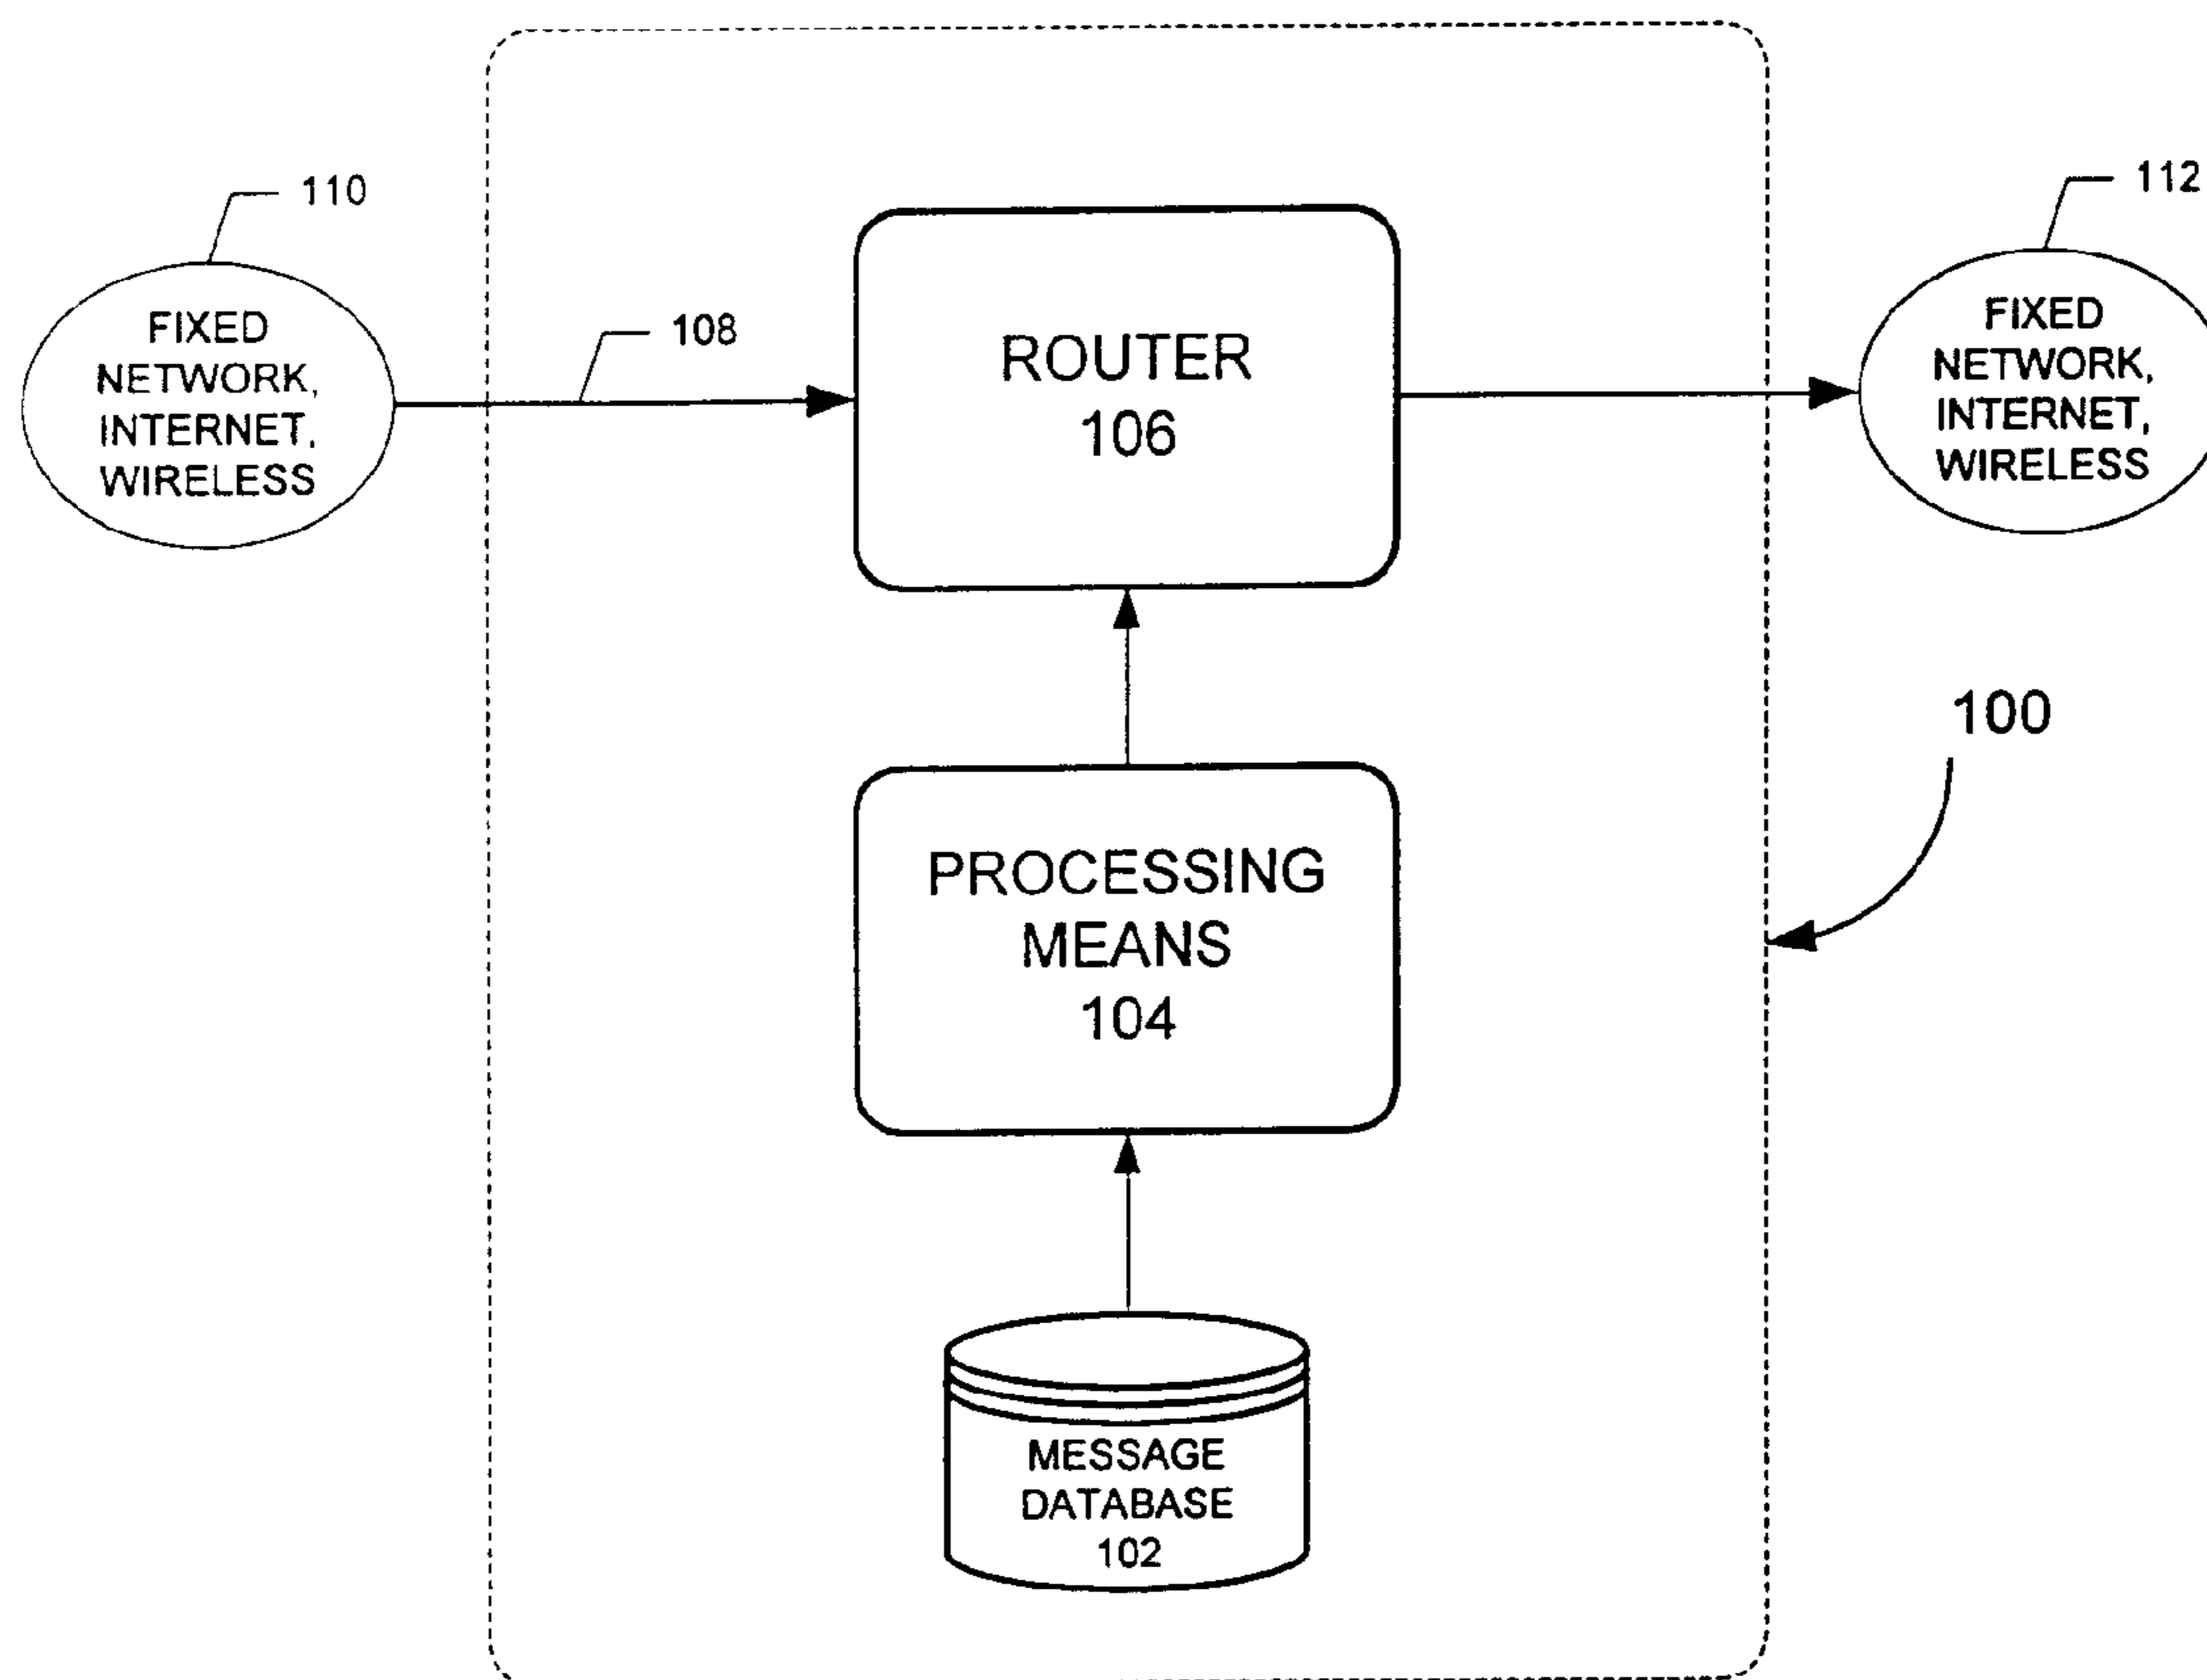 110
FIXED
NETWORK,
INTERNET,
WIRELESS
108
ROUTER
106
112
FIXED
NETWORK,
INTERNET,
WIRELESS
100
PROCESSING
MEANS
104
MESSAGE
DATABASE
102